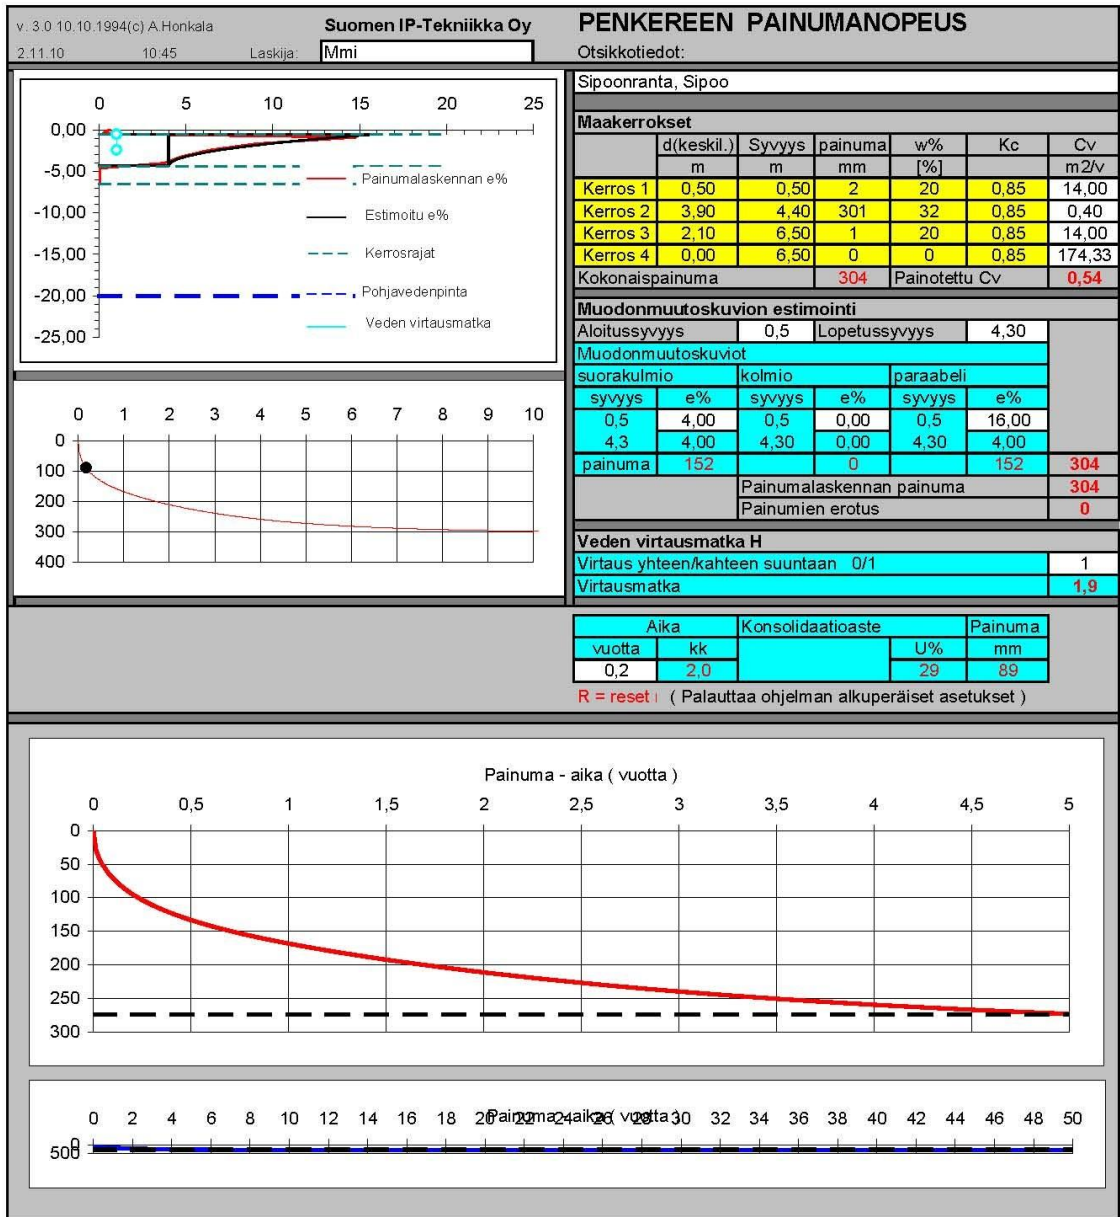 v. 3.0 10.10.1994(c) A.Honkala Suomen IP-Tekniikka Oy
2.11.10 10:45 Laskija: Mmi
PENKEREEN PAINUMANOPEUS
Otsikkotiedot:
Sipoonranta, Sipoo
0 5 10 15 20 25
0,00
-5,00
-10,00
-15,00
-20,00
-25,00
Painumalaskennan e%
Estimoitu e%
Kerrosrajat
Pohjavedenpinta
Veden virtausmatka
Maakerrokset
d(keskil.) Syvyys painuma w% Kc Cv
m m mm [%] m2/v
Kerros 1 0,50 0,50 2 20 0,85 14,00
Kerros 2 3,90 4,40 301 32 0,85 0,40
Kerros 3 2,10 6,50 1 20 0,85 14,00
Kerros 4 0,00 6,50 0 0 0,85 174,33
Kokonaispainuma 304 Painotettu Cv 0,54
Muodonmuutoskuvion estimointi
Aloitussyvyys 0,5 Lopetussyvyys 4,30
Muodonmuutoskuviot
suorakulmio kolmio paraabeli
syvyys e% syvyys e% syvyys e%
0,5 4,00 0,5 0,00 0,5 16,00
4,3 4,00 4,30 0,00 4,30 4,00
painuma 152 0 152 304
Painumalaskennan painuma 304
Painumien erotus 0
0 1 2 3 4 5 6 7 8 9 10
0
100
200
300
400
Veden virtausmatka H
Virtaus yhteen/kahteen suuntaan 0/1 1
Virtausmatka 1,9
Aika Konsolidaatioaste Painuma
vuotta kk U% mm
0,2 2,0 29 89
R = reset ( Palauttaa ohjelman alkuperäiset asetukset )
Painuma - aika ( vuotta )
0 0,5 1 1,5 2 2,5 3 3,5 4 4,5 5
0
50
100
150
200
250
300
Painuma - aika ( vuotta )
0 2 4 6 8 10 12 14 16 18 20 22 24 26 28 30 32 34 36 38 40 42 44 46 48 50
0
500